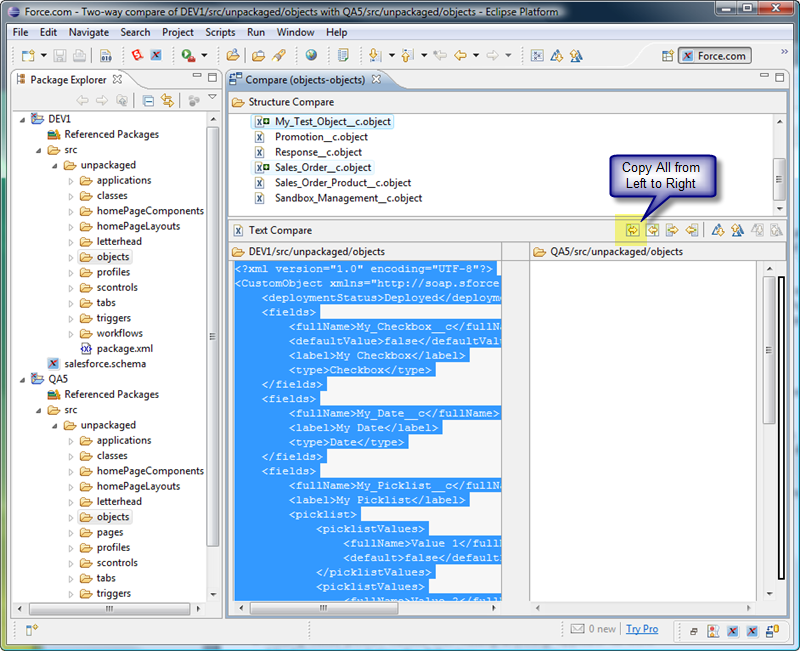 Force.com - Two-way compare of DEV1/src/unpackaged/objects with QA5/src/unpackaged/objects - Eclipse Platform
File Edit Navigate Search Project Scripts Run Window Help
Force.com
Package Explorer
DEV1
Referenced Packages
src
unpackaged
applications
classes
homePageComponents
homePageLayouts
letterhead
objects
profiles
scontrols
tabs
triggers
workflows
package.xml
salesforce.schema
QA5
Referenced Packages
src
unpackaged
applications
classes
homePageComponents
homePageLayouts
letterhead
objects
pages
profiles
scontrols
tabs
triggers
Compare (objects-objects)
Structure Compare
My_Test_Object__c.object
Promotion__c.object
Response__c.object
Sales_Order__c.object
Sales_Order_Product__c.object
Sandbox_Management__c.object
Copy All from
Left to Right
Text Compare
DEV1/src/unpackaged/objects
<?xml version="1.0" encoding="UTF-8"?>
<CustomObject xmlns="http://soap.sforce
<deploymentStatus>Deployed</deploym
<fields>
<fullName>My_Checkbox__c</fullN
<defaultValue>false</defaultVal
<label>My Checkbox</label>
<type>Checkbox</type>
</fields>
<fields>
<fullName>My_Date__c</fullName>
<label>My Date</label>
<type>Date</type>
</fields>
<fields>
<fullName>My_Picklist__c</fullN
<label>My Picklist</label>
<picklist>
<picklistValues>
<fullName>Value 1</full
<default>false</default
</picklistValues>
<picklistValues>
<fullName>Value 2</full
QA5/src/unpackaged/objects
0 new
Try Pro